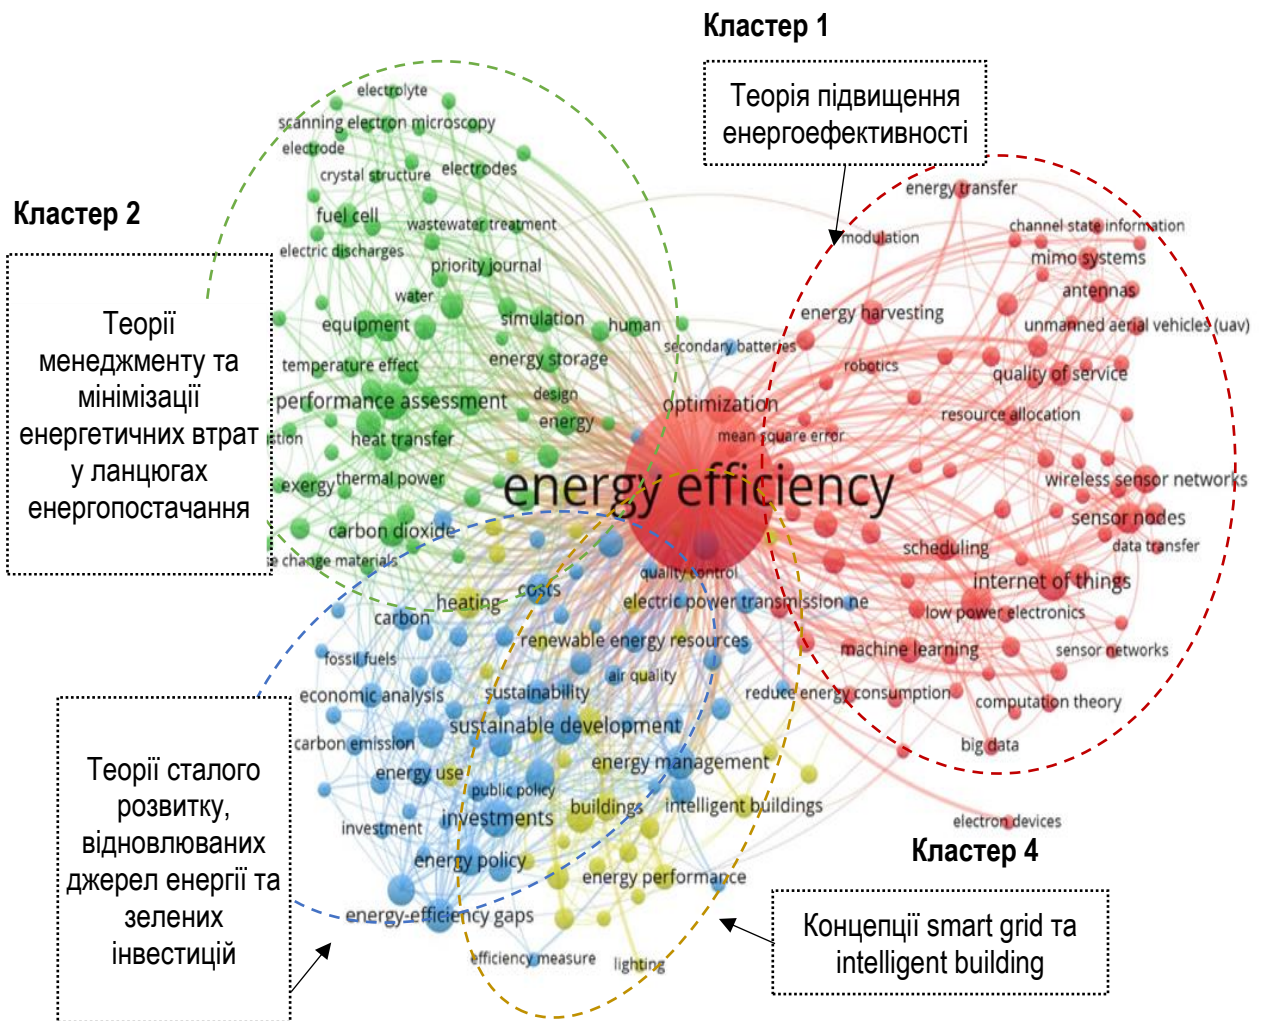 Кластер 1
Теорія підвищення
енергоефективності
Кластер 2
Теорії
менеджменту та
мінімізації
енергетичних втрат
у ланцюгах
енергопостачання
Теорії сталого
розвитку,
відновлюваних
джерел енергії та
зелених
інвестицій
Кластер 4
Концепції smart grid та
intelligent building
electrolyte
scanning electron microscopy
electrode
crystal structure
electrodes
fuel cell
wastewater treatment
electric discharges
priority journal
water
equipment
simulation
human
temperature effect
energy storage
performance assessment
design
energy
heat transfer
exergy
thermal power
carbon dioxide
e change materials
secondary batteries
optimization
mean square error
energy efficiency
quality control
energy transfer
modulation
channel state information
mimo systems
antennas
energy harvesting
unmanned aerial vehicles (uav)
robotics
quality of service
resource allocation
wireless sensor networks
sensor nodes
data transfer
scheduling
internet of things
low power electronics
machine learning
sensor networks
reduce energy consumption
computation theory
big data
electron devices
heating
costs
electric power transmission ne
carbon
renewable energy resources
fossil fuels
air quality
economic analysis
sustainability
sustainable development
carbon emission
energy management
energy use
public policy
buildings
intelligent buildings
investments
investment
energy policy
energy performance
energy-efficiency gaps
efficiency measure
lighting